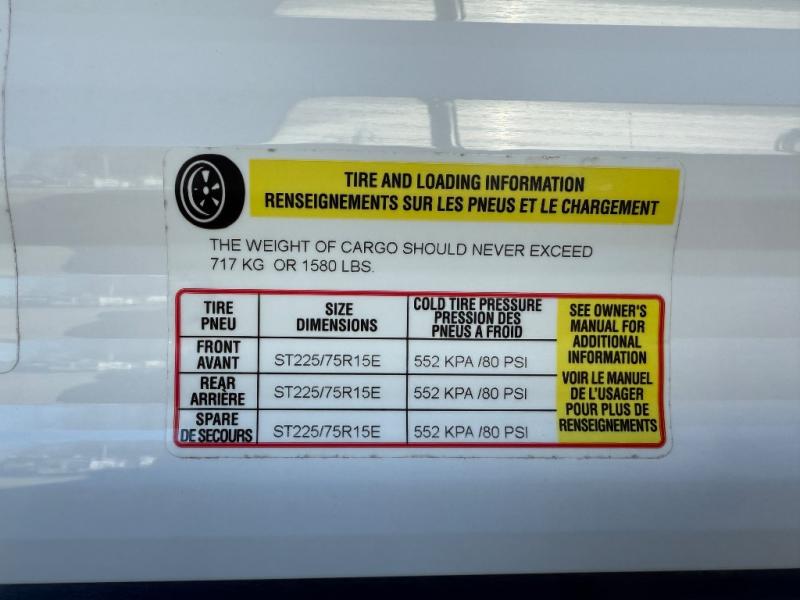 TIRE AND LOADING INFORMATION
RENSEIGNEMENTS SUR LES PNEUS ET LE CHARGEMENT
THE WEIGHT OF CARGO SHOULD NEVER EXCEED
717 KG OR 1580 LBS.
TIRE
PNEU
SIZE
DIMENSIONS
COLD TIRE PRESSURE
PRESSION DES
PNEUS A FROID
FRONT
AVANT
ST225/75R15E
552 KPA /80 PSI
REAR
ARRIÈRE
ST225/75R15E
552 KPA /80 PSI
SPARE
DE SECOURS
ST225/75R15E
552 KPA /80 PSI
SEE OWNER'S
MANUAL FOR
ADDITIONAL
INFORMATION
VOIR LE MANUEL
DE L'USAGER
POUR PLUS DE
RENSEIGNEMENTS